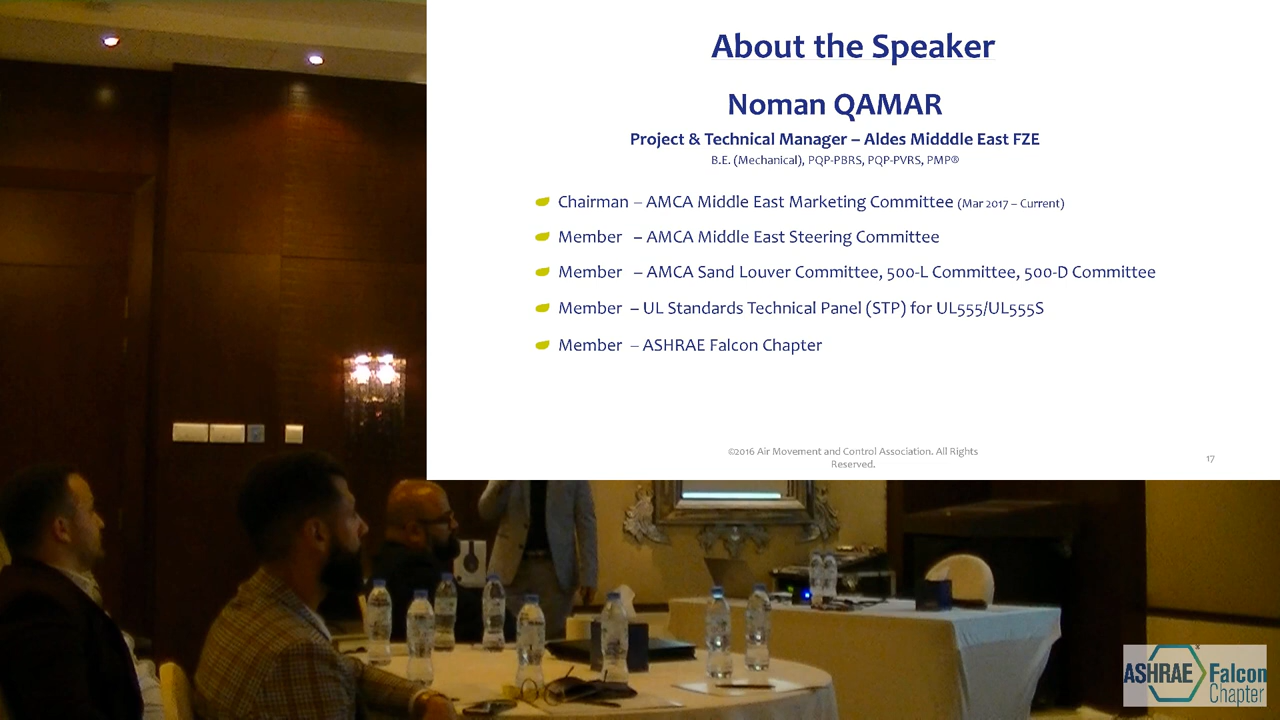 About the Speaker
Noman QAMAR
Project & Technical Manager – Aldes Midddle East FZE
B.E. (Mechanical), PQP-PBRS, PQP-PVRS, PMP®
Chairman – AMCA Middle East Marketing Committee (Mar 2017 – Current)
Member – AMCA Middle East Steering Committee
Member – AMCA Sand Louver Committee, 500-L Committee, 500-D Committee
Member – UL Standards Technical Panel (STP) for UL555/UL555S
Member – ASHRAE Falcon Chapter
©2016 Air Movement and Control Association. All Rights
Reserved.
17
ASHRAE Falcon
Chapter